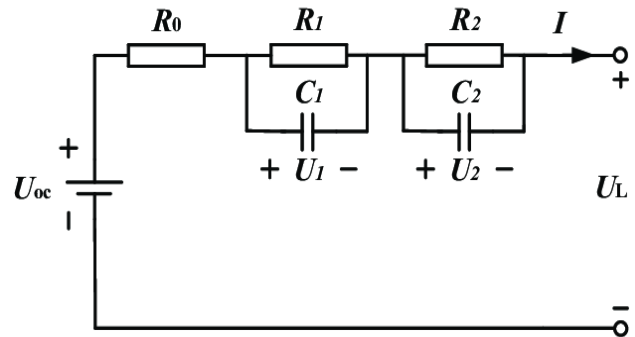 R0 R1 R2 I
C1 C2 +
+ + U1 − + U2 −
Uoc UL
−
−